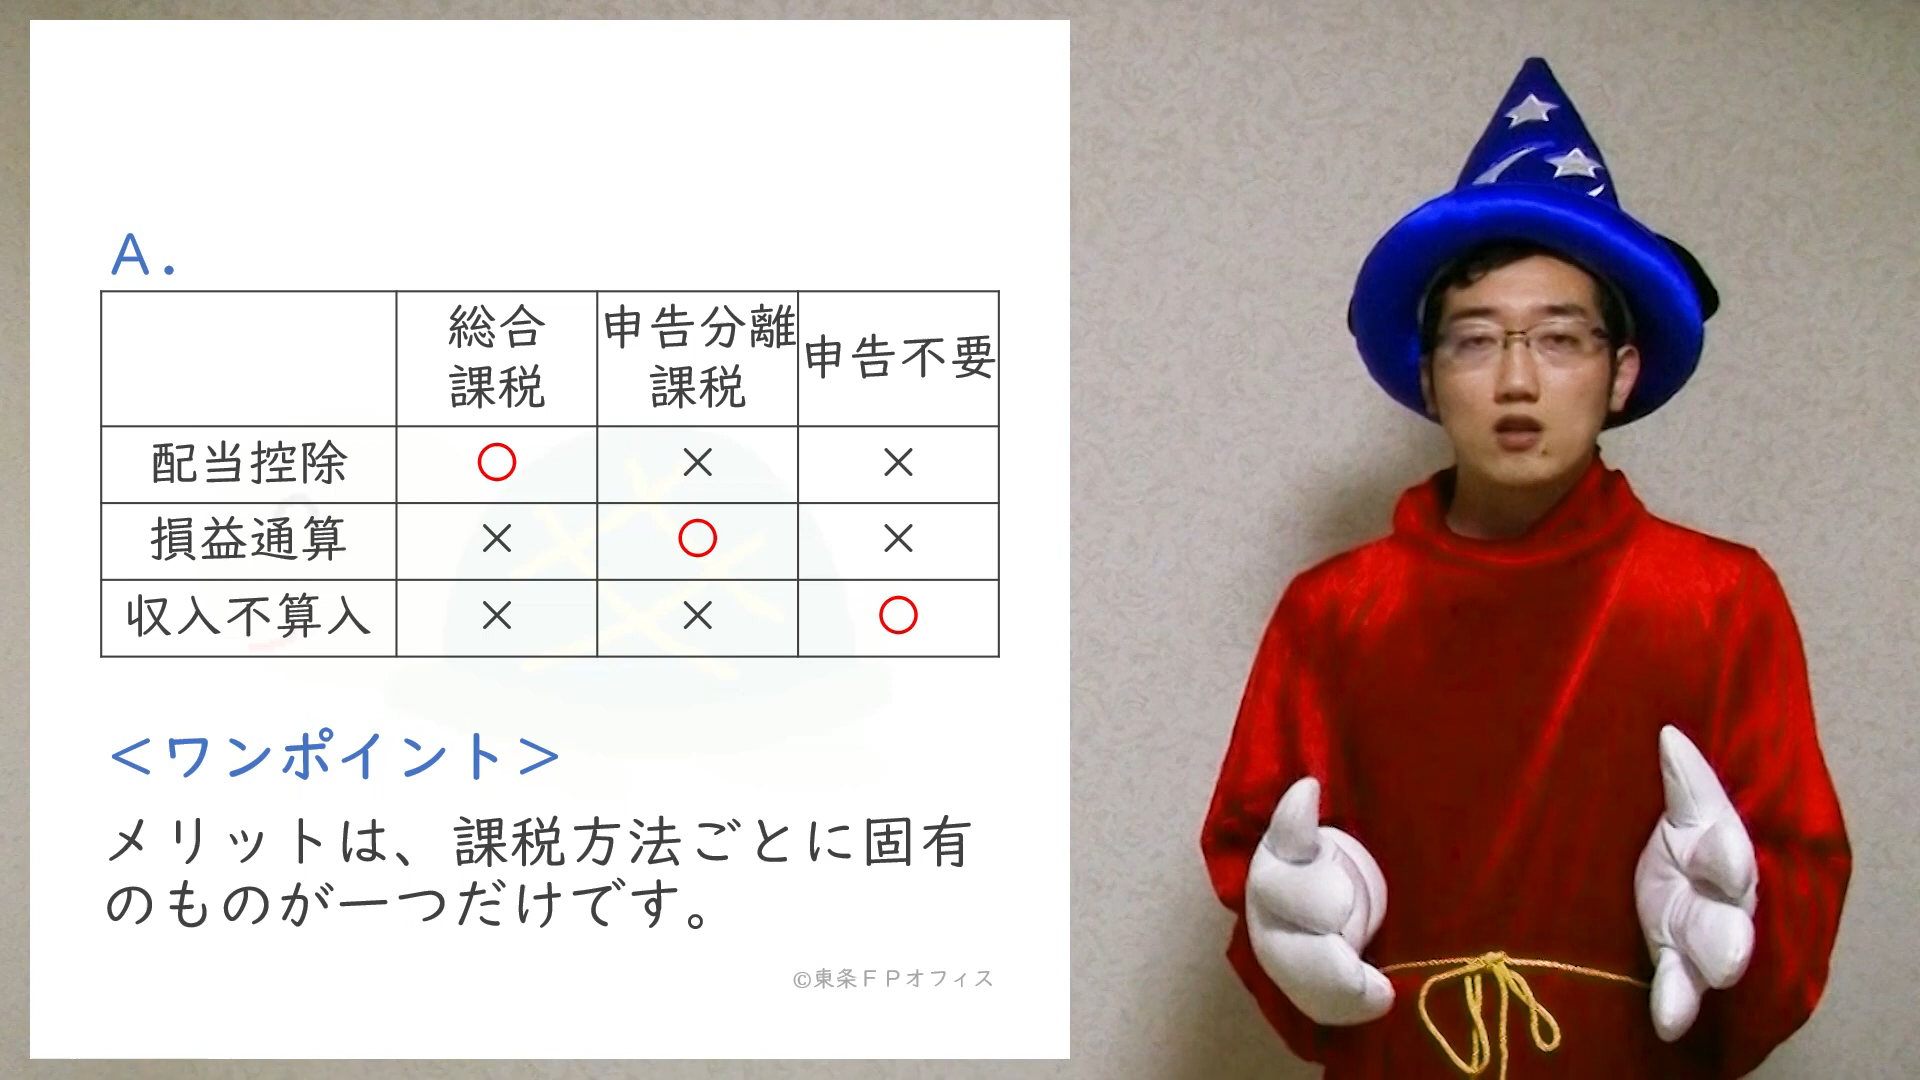 A.
総合
課税
申告分離
課税
申告不要
配当控除 ○ × ×
損益通算 × ○ ×
収入不算入 × × ○
＜ワンポイント＞
メリットは、課税方法ごとに固有
のものが一つだけです。
©東条ＦＰオフィス